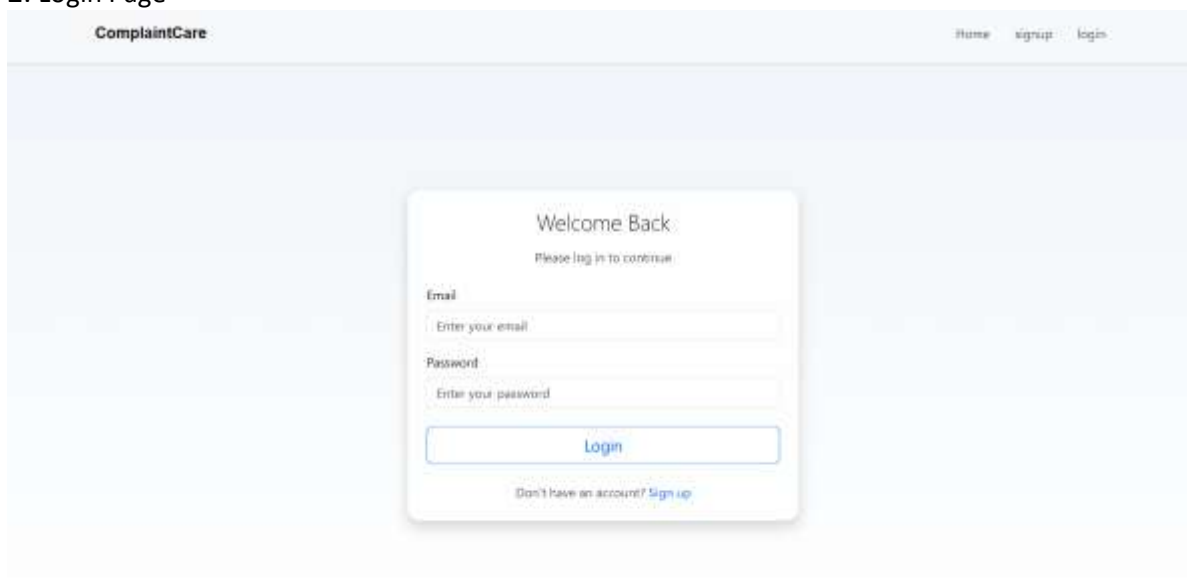 2. Login Page
ComplaintCare Home signup login
Welcome Back
Please log in to continue
Email
Enter your email
Password
Enter your password
Login
Don't have an account? Sign up